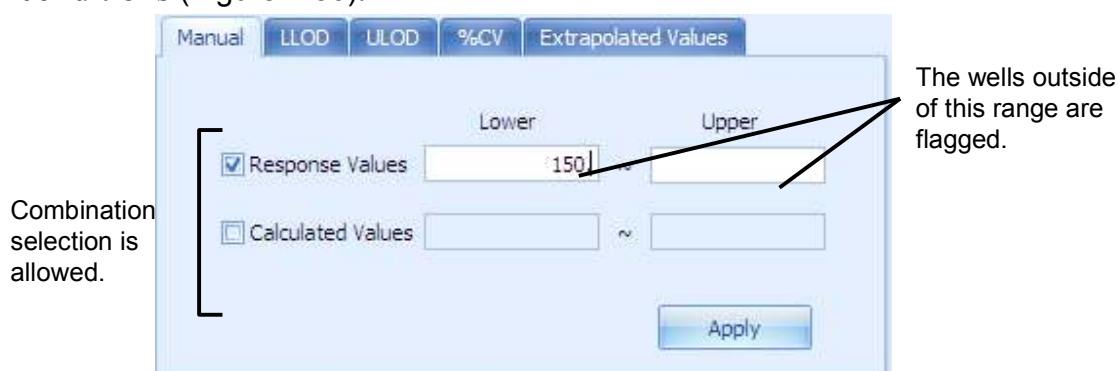 Manual LLOD ULOD %CV Extrapolated Values
The wells outside
of this range are
flagged.
Lower Upper
Response Values 150 ~
Combination
selection is
allowed.
Calculated Values ~
Apply